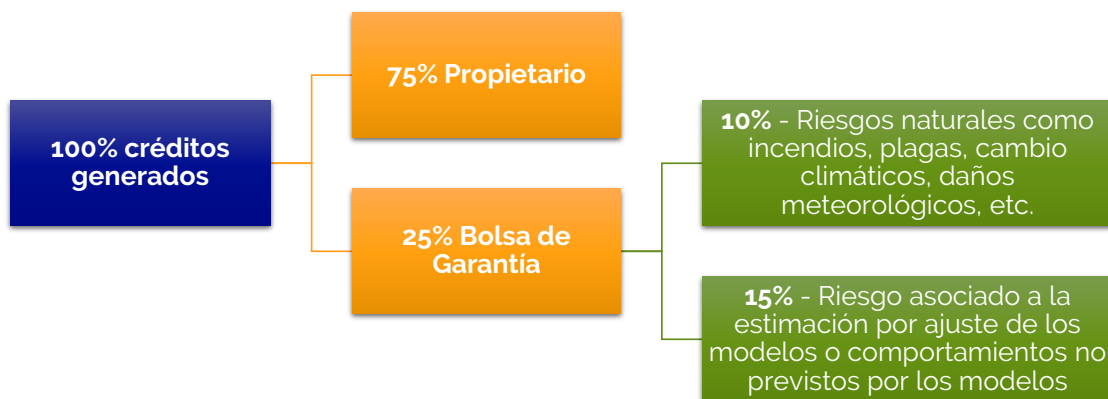 75% Propietario
100% créditos
generados
25% Bolsa de
Garantía
10% - Riesgos naturales como
incendios, plagas, cambio
climáticos, daños
meteorológicos, etc.
15% - Riesgo asociado a la
estimación por ajuste de los
modelos o comportamientos no
previstos por los modelos